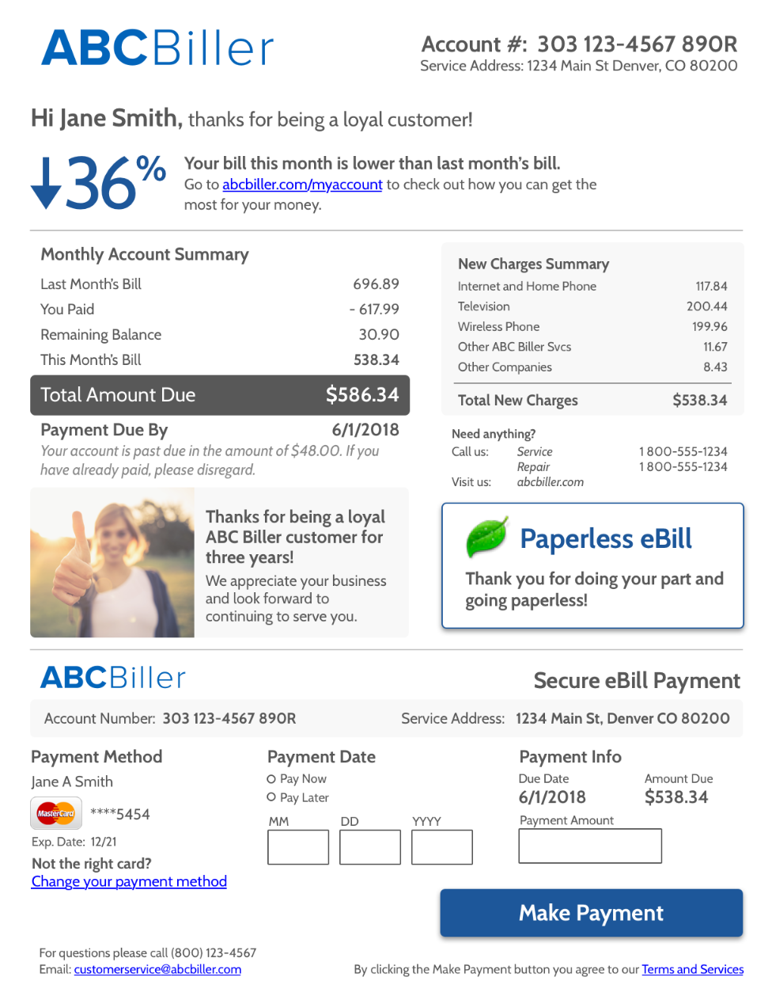 ABCBiller
Account #: 303 123-4567 890R
Service Address: 1234 Main St Denver, CO 80200
Hi Jane Smith, thanks for being a loyal customer!
36%
Your bill this month is lower than last month's bill.
Go to abcbiller.com/myaccount to check out how you can get the
most for your money.
Monthly Account Summary
Last Month's Bill 696.89
You Paid - 617.99
Remaining Balance 30.90
This Month's Bill 538.34
Total Amount Due $586.34
Payment Due By 6/1/2018
Your account is past due in the amount of $48.00. If you
have already paid, please disregard.
New Charges Summary
Internet and Home Phone 117.84
Television 200.44
Wireless Phone 199.96
Other ABC Biller Svcs 11.67
Other Companies 8.43
Total New Charges $538.34
Need anything?
Call us: Service 1 800-555-1234
Repair 1 800-555-1234
Visit us: abcbiller.com
Thanks for being a loyal
ABC Biller customer for
three years!
We appreciate your business
and look forward to
continuing to serve you.
Paperless eBill
Thank you for doing your part and
going paperless!
ABCBiller
Secure eBill Payment
Account Number: 303 123-4567 890R
Service Address: 1234 Main St, Denver CO 80200
Payment Method
Jane A Smith
MasterCard ****5454
Exp. Date: 12/21
Not the right card?
Change your payment method
Payment Date
Pay Now
Pay Later
MM DD YYYY
Payment Info
Due Date Amount Due
6/1/2018 $538.34
Payment Amount
Make Payment
For questions please call (800) 123-4567
Email: customerservice@abcbiller.com
By clicking the Make Payment button you agree to our Terms and Services